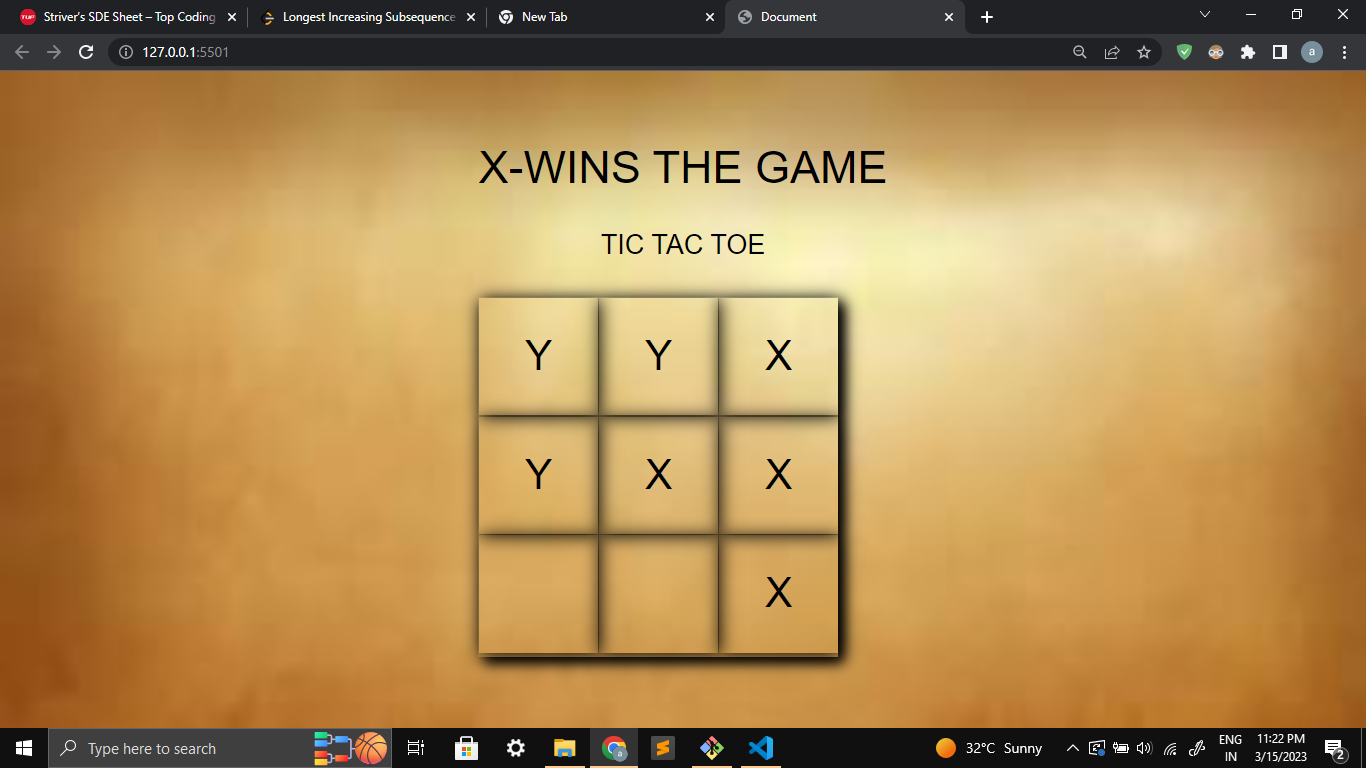 TUF Striver's SDE Sheet – Top Coding
Longest Increasing Subsequence
New Tab
Document
127.0.0.1:5501
a
X-WINS THE GAME
TIC TAC TOE
Y Y X
Y X X
X
Type here to search
a
32°C Sunny
ENG
IN
11:22 PM
3/15/2023
2